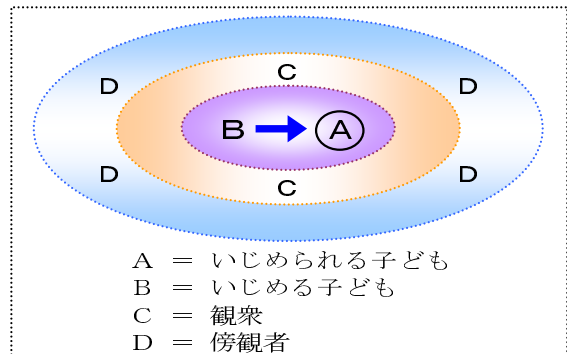 D C D
B A
D C D
A = いじめられる子ども
B = いじめる子ども
C = 観衆
D = 傍観者